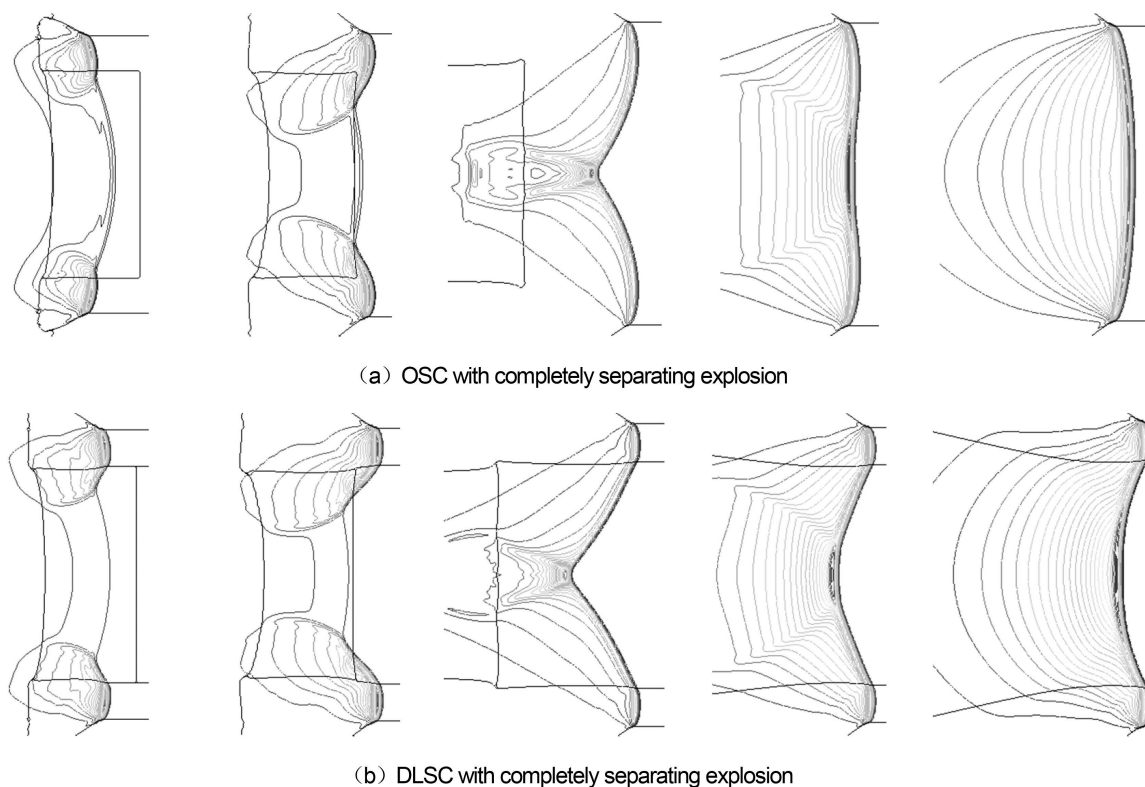 （a）OSC with completely separating explosion
（b）DLSC with completely separating explosion